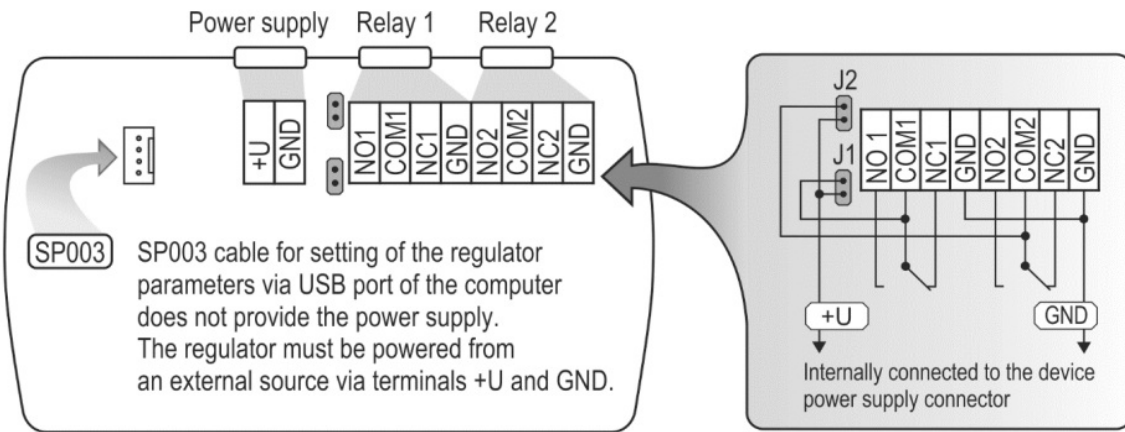 Power supply
Relay 1
Relay 2
+U
GND
NO1
COM1
NC1
GND
NO2
COM2
NC2
GND
SP003
SP003 cable for setting of the regulator
parameters via USB port of the computer
does not provide the power supply.
The regulator must be powered from
an external source via terminals +U and GND.
J2
J1
NO 1
COM1
NC1
GND
NO2
COM2
NC2
GND
+U
GND
Internally connected to the device
power supply connector